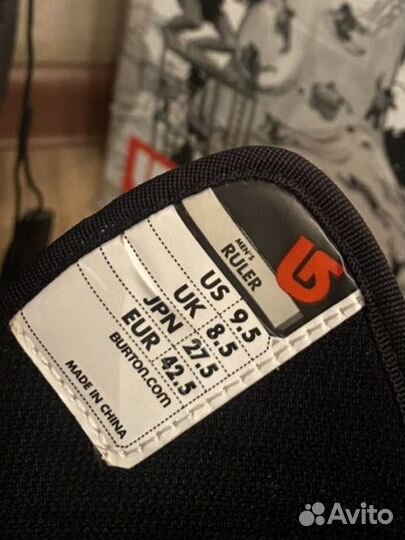 MEN'S
RULER
US 9.5
UK 8.5
JPN 27.5
EUR 42.5
BURTON.com
MADE IN CHINA
Avito